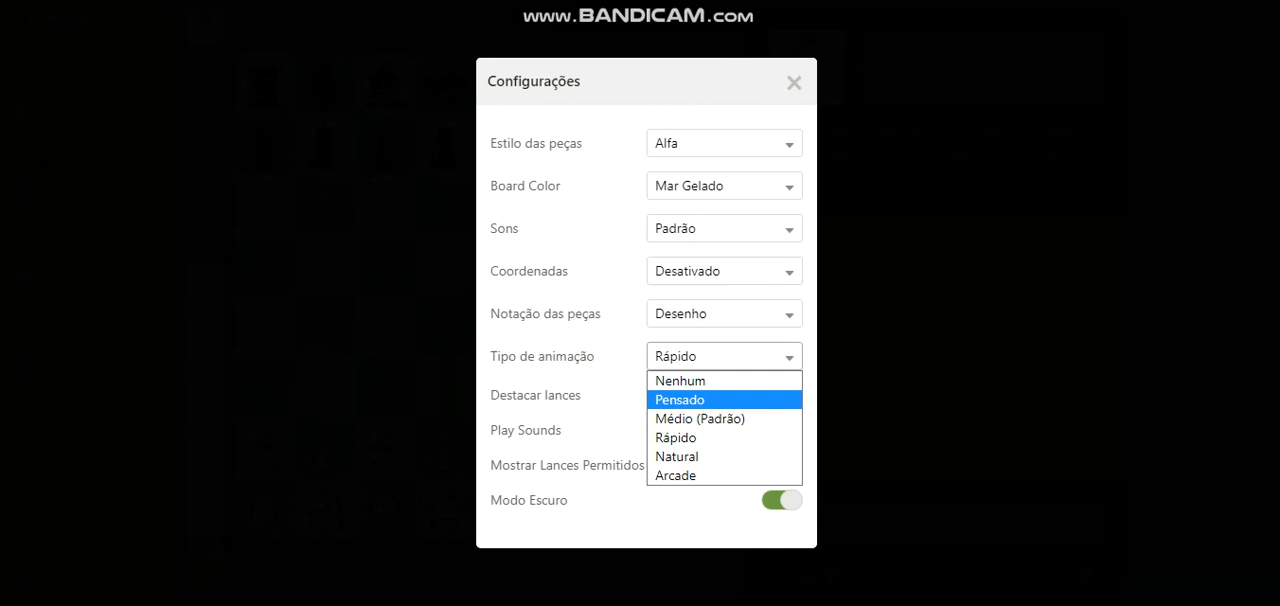 www.BANDICAM.com
Configurações
Estilo das peças Alfa
Board Color Mar Gelado
Sons Padrão
Coordenadas Desativado
Notação das peças Desenho
Tipo de animação Rápido
Nenhum
Destacar lances Pensado
Médio (Padrão)
Play Sounds Rápido
Natural
Mostrar Lances Permitidos
Arcade
Modo Escuro